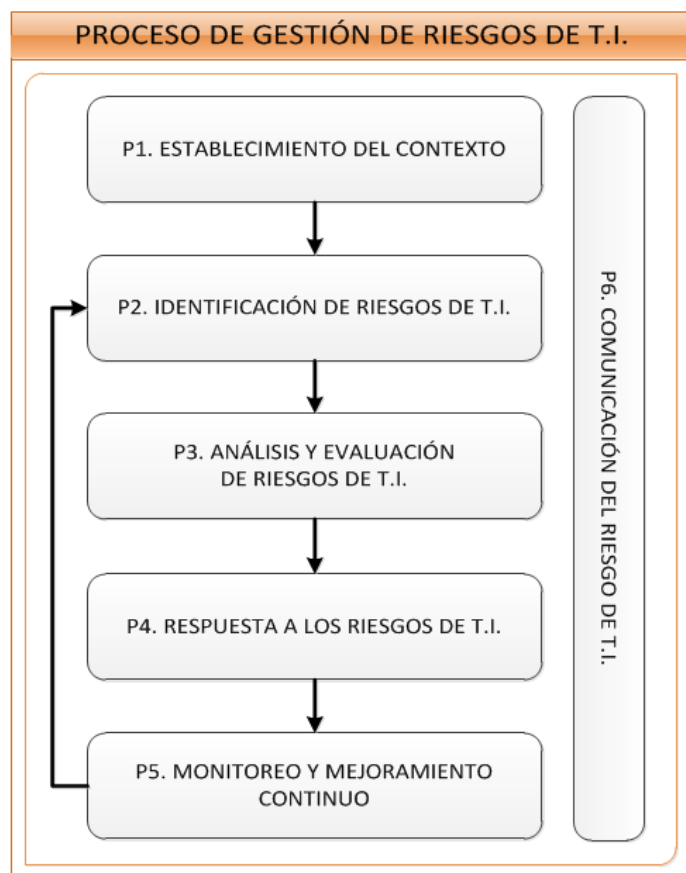 PROCESO DE GESTIÓN DE RIESGOS DE T.I.
P1. ESTABLECIMIENTO DEL CONTEXTO
P2. IDENTIFICACIÓN DE RIESGOS DE T.I.
P3. ANÁLISIS Y EVALUACIÓN
DE RIESGOS DE T.I.
P4. RESPUESTA A LOS RIESGOS DE T.I.
P5. MONITOREO Y MEJORAMIENTO
CONTINUO
P6. COMUNICACIÓN DEL RIESGO DE T.I.